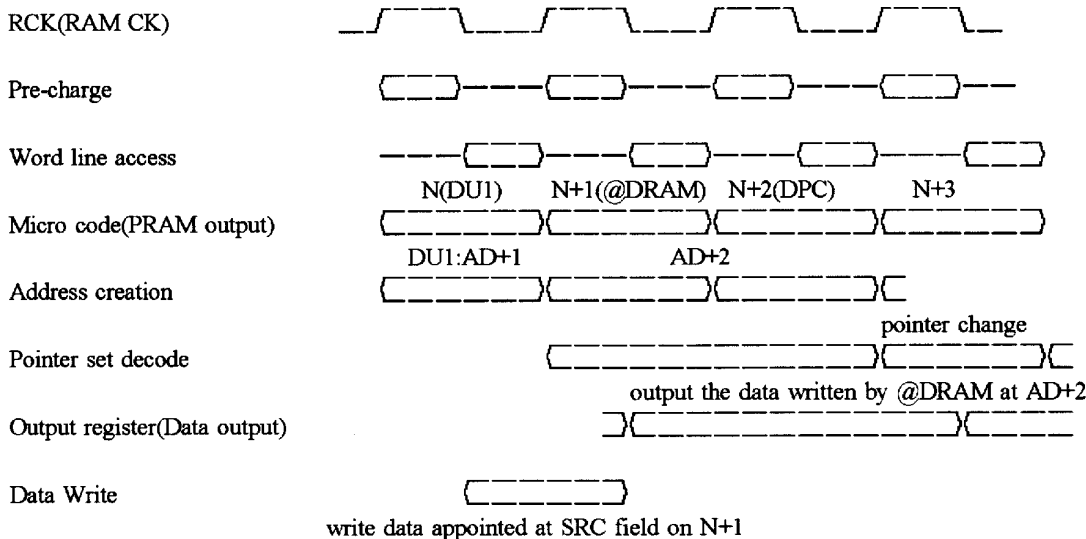 RCK(RAM CK)
Pre-charge
Word line access
N(DU1) N+1(@DRAM) N+2(DPC) N+3
Micro code(PRAM output)
DU1:AD+1 AD+2
Address creation
pointer change
Pointer set decode
output the data written by @DRAM at AD+2
Output register(Data output)
Data Write
write data appointed at SRC field on N+1